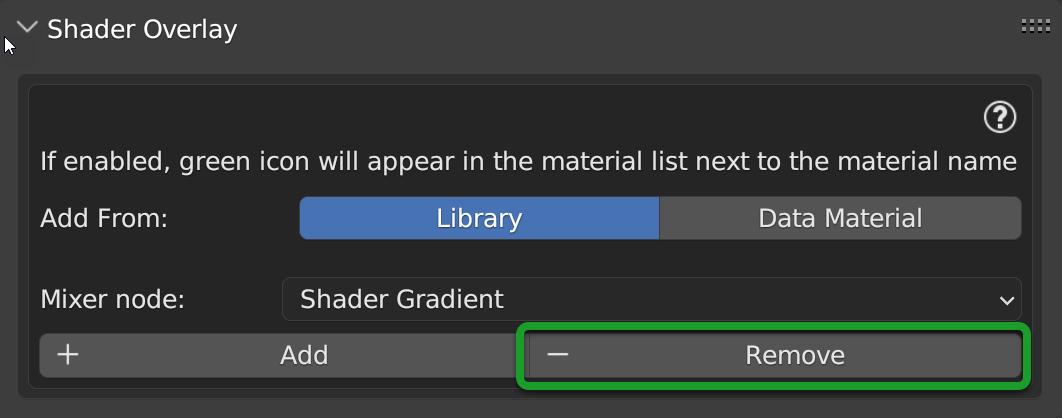 Shader Overlay
?
If enabled, green icon will appear in the material list next to the material name
Add From: Library Data Material
Mixer node: Shader Gradient
+ Add − Remove